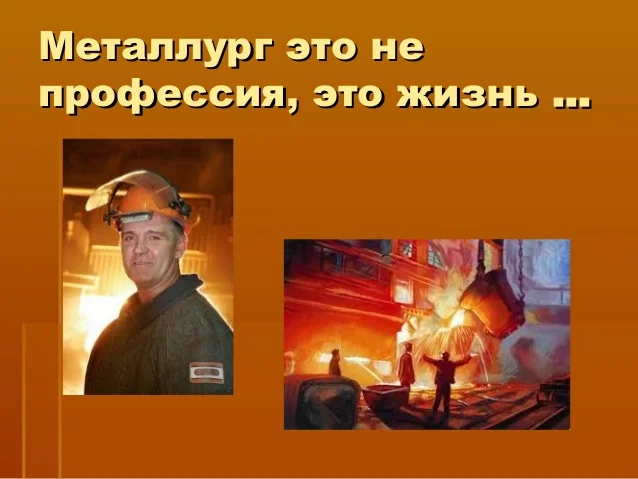 Металлург это не
профессия, это жизнь ...